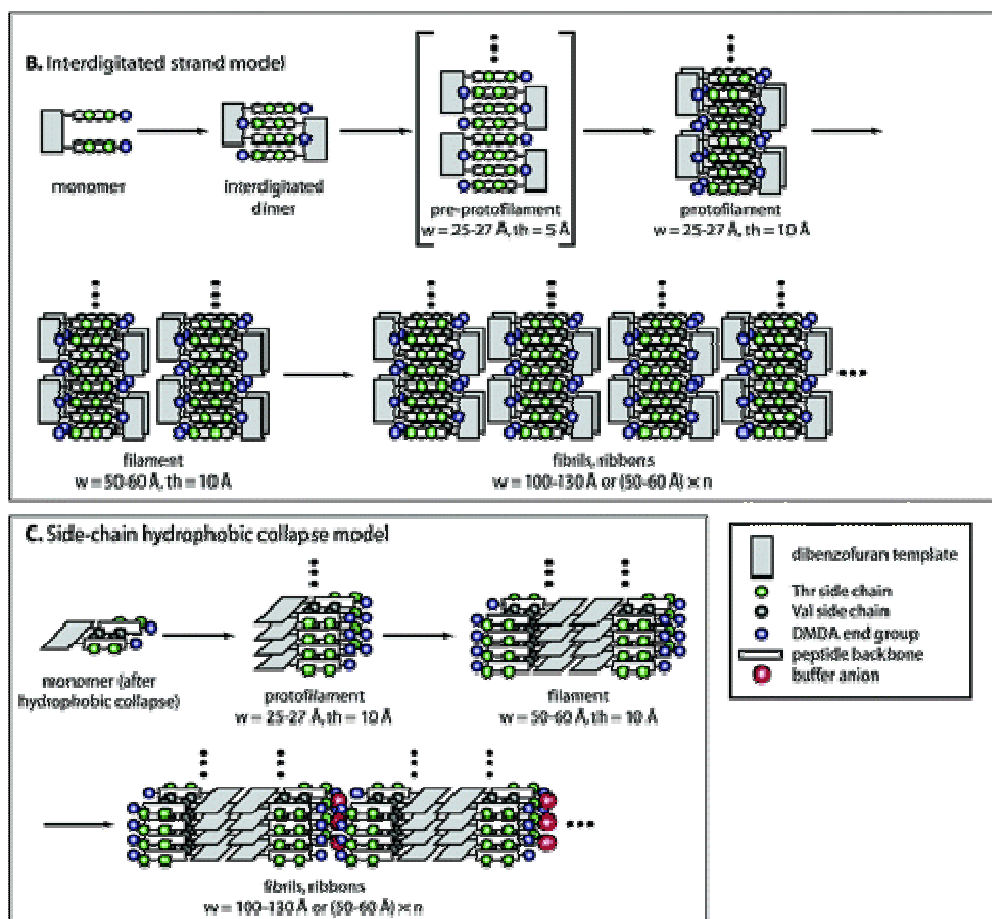 B. Interdigitated strand model
monomer
interdigitated
dimer
pre-protofilament
w = 25-27 Å, th = 5 Å
protofilament
w = 25-27 Å, th = 10 Å
filament
w = 50-60 Å, th = 10 Å
fibrils, ribbons
w = 100-130 Å or (50-60 Å) × n
C. Side-chain hydrophobic collapse model
monomer (after
hydrophobic collapse)
protofilament
w = 25-27 Å, th = 10 Å
filament
w = 50-60 Å, th = 10 Å
fibrils, ribbons
w = 100-130 Å or (50-60 Å) × n
dibenzofuran template
Thr side chain
Val side chain
DMDA end group
peptide backbone
buffer anion